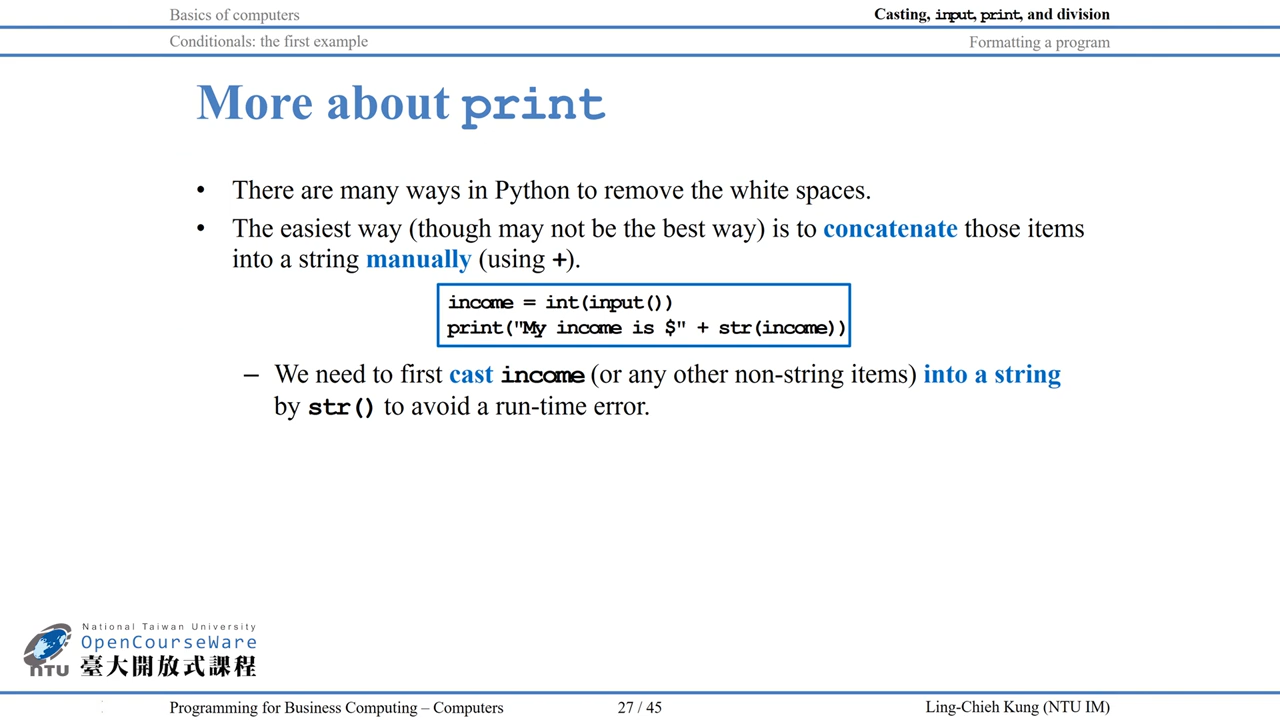 Basics of computers
Casting, input, print, and division
Conditionals: the first example
Formatting a program
More about print
• There are many ways in Python to remove the white spaces.
• The easiest way (though may not be the best way) is to concatenate those items
into a string manually (using +).
income = int(input())
print("My income is $" + str(income))
– We need to first cast income (or any other non-string items) into a string
by str() to avoid a run-time error.
National Taiwan University
OpenCourseWare
臺大開放式課程
NTU
Programming for Business Computing – Computers
27 / 45
Ling-Chieh Kung (NTU IM)